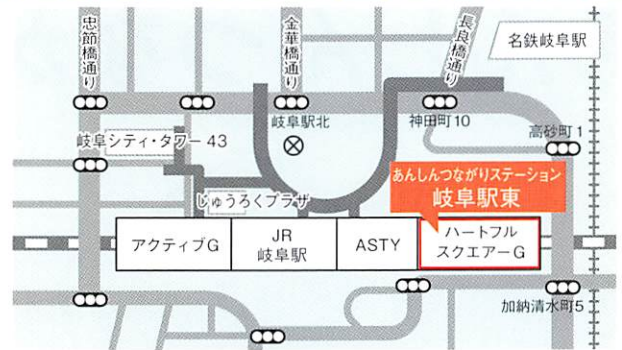 忠節橋通り
金華橋通り
長良橋通り
名鉄岐阜駅
岐阜駅北
神田町10
高砂町1
岐阜シティ・タワー43
じゅうろくプラザ
あんしんつながりステーション
岐阜駅東
アクティブG
JR
岐阜駅
ASTY
ハートフル
スクエアーG
加納清水町5